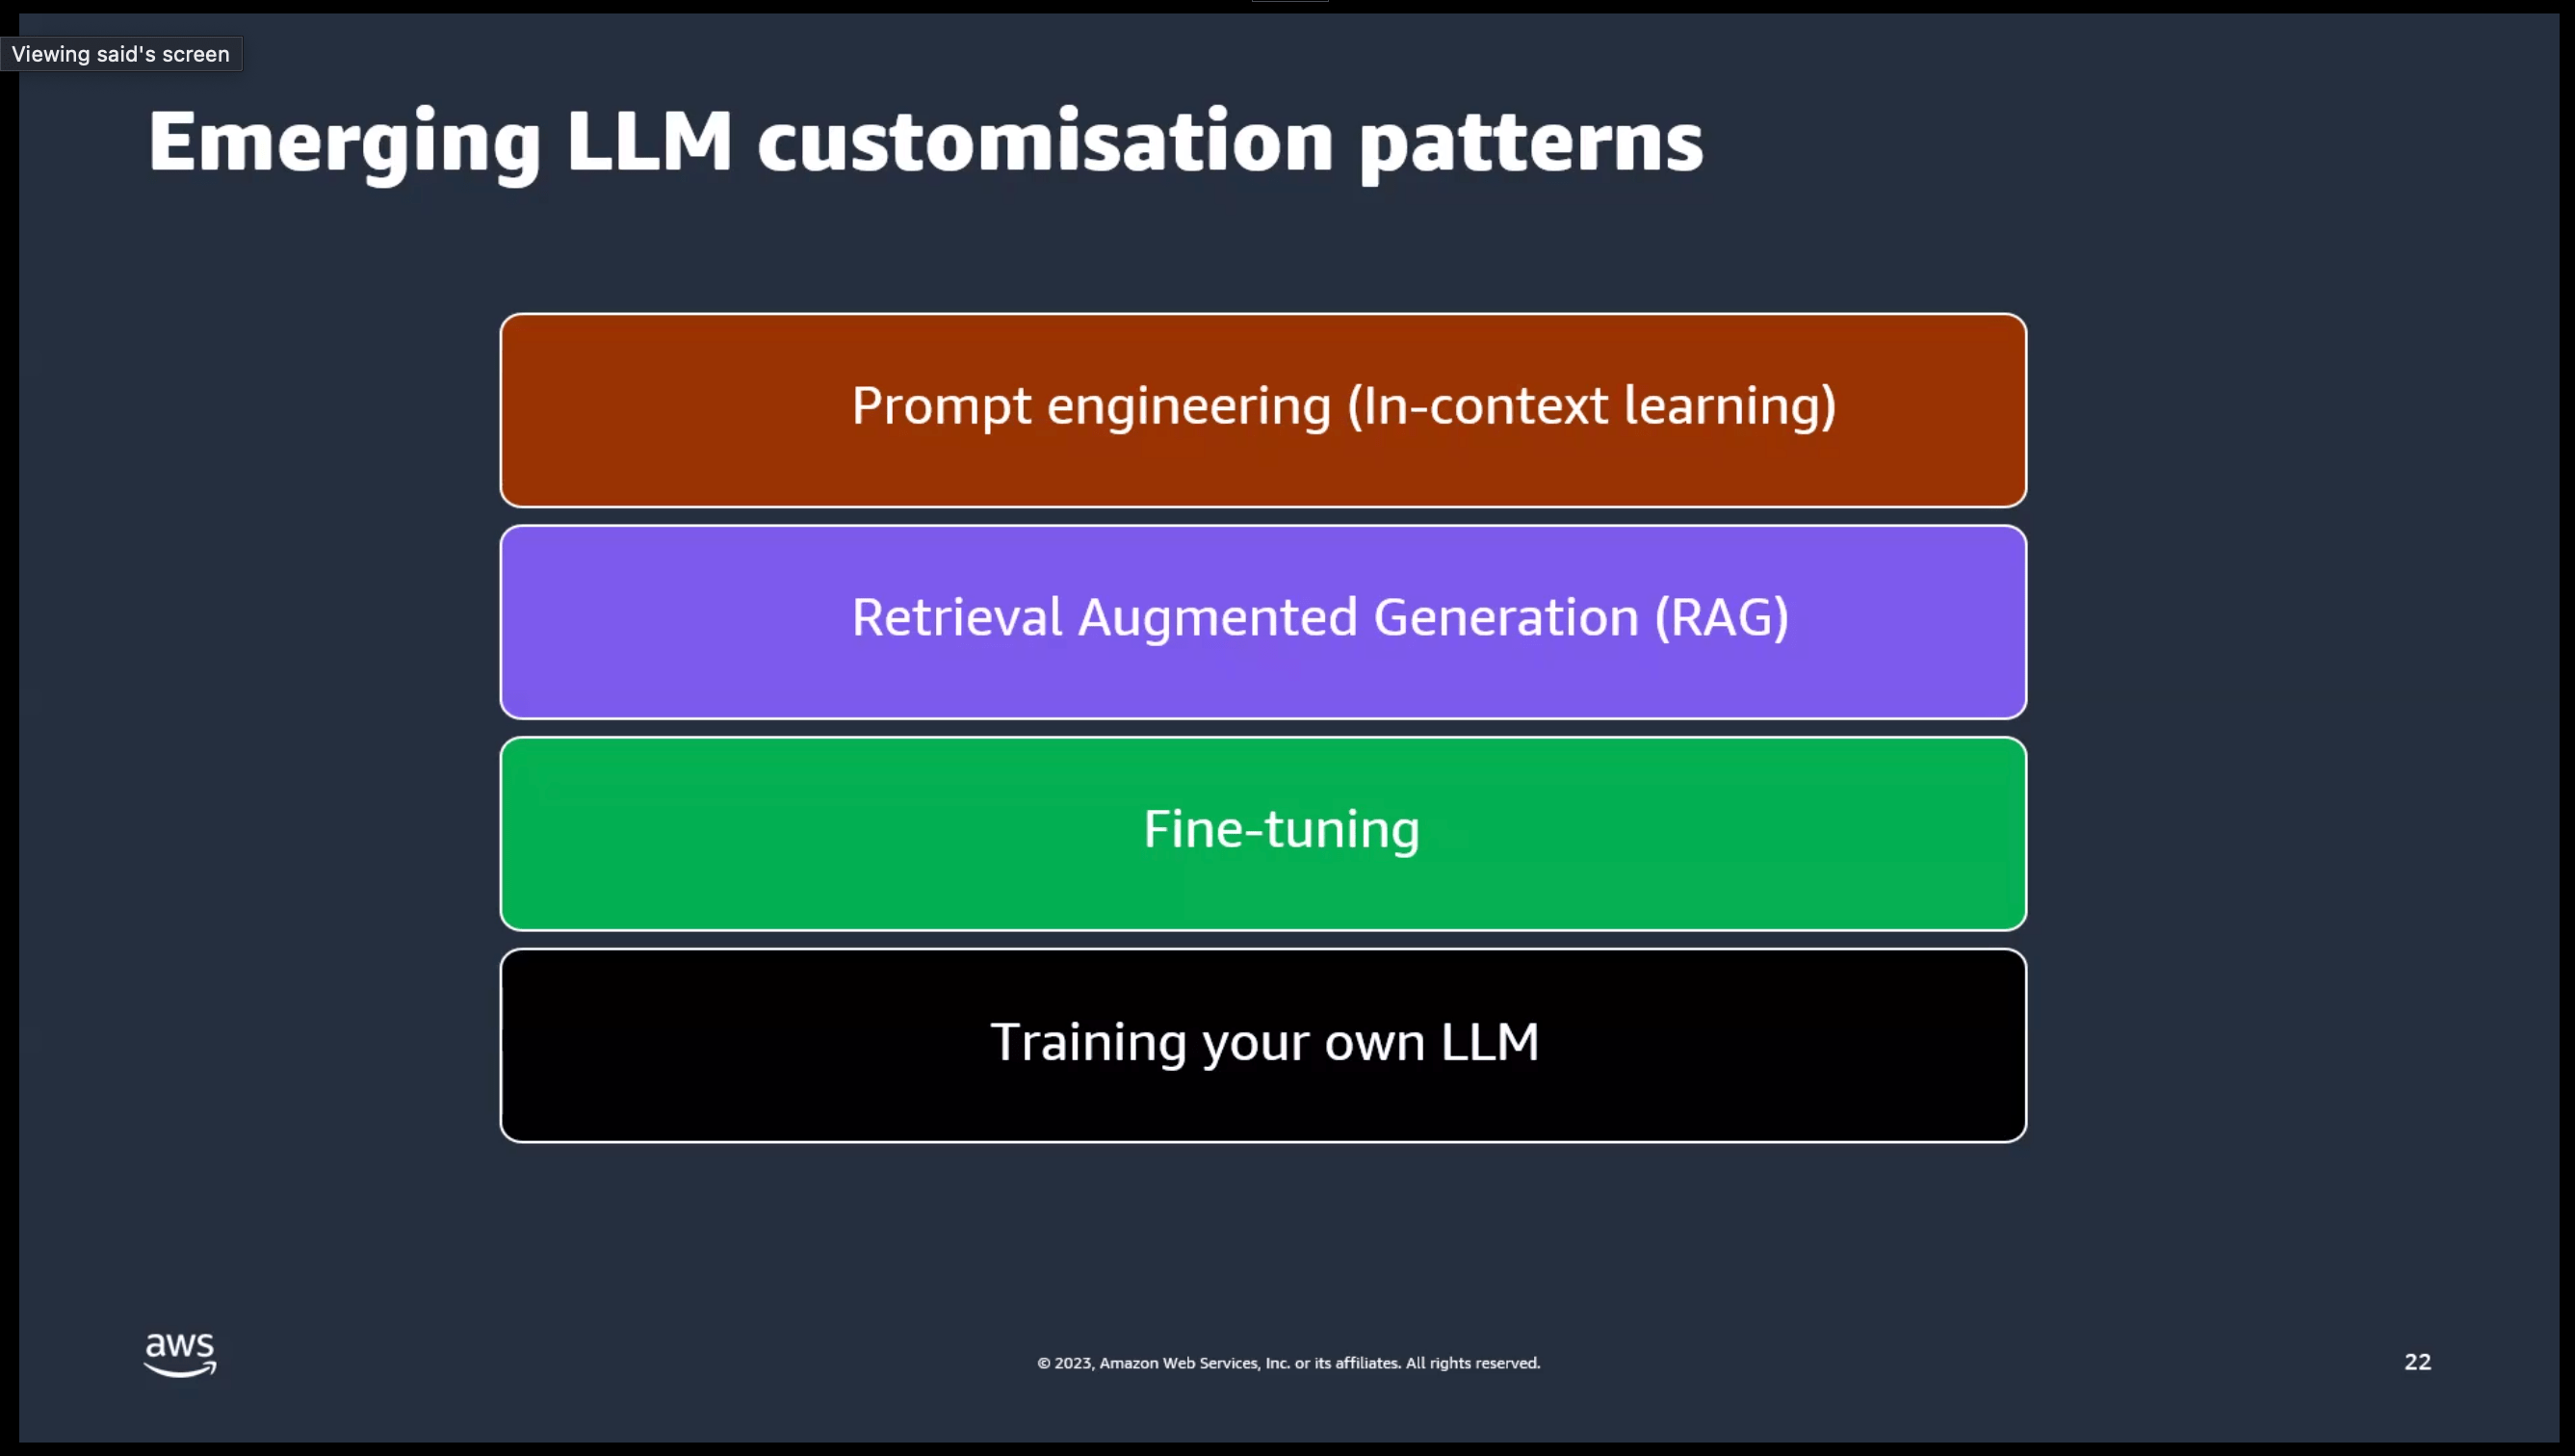 Viewing said's screen
Emerging LLM customisation patterns
Prompt engineering (In-context learning)
Retrieval Augmented Generation (RAG)
Fine-tuning
Training your own LLM
aws
© 2023, Amazon Web Services, Inc. or its affiliates. All rights reserved.
22